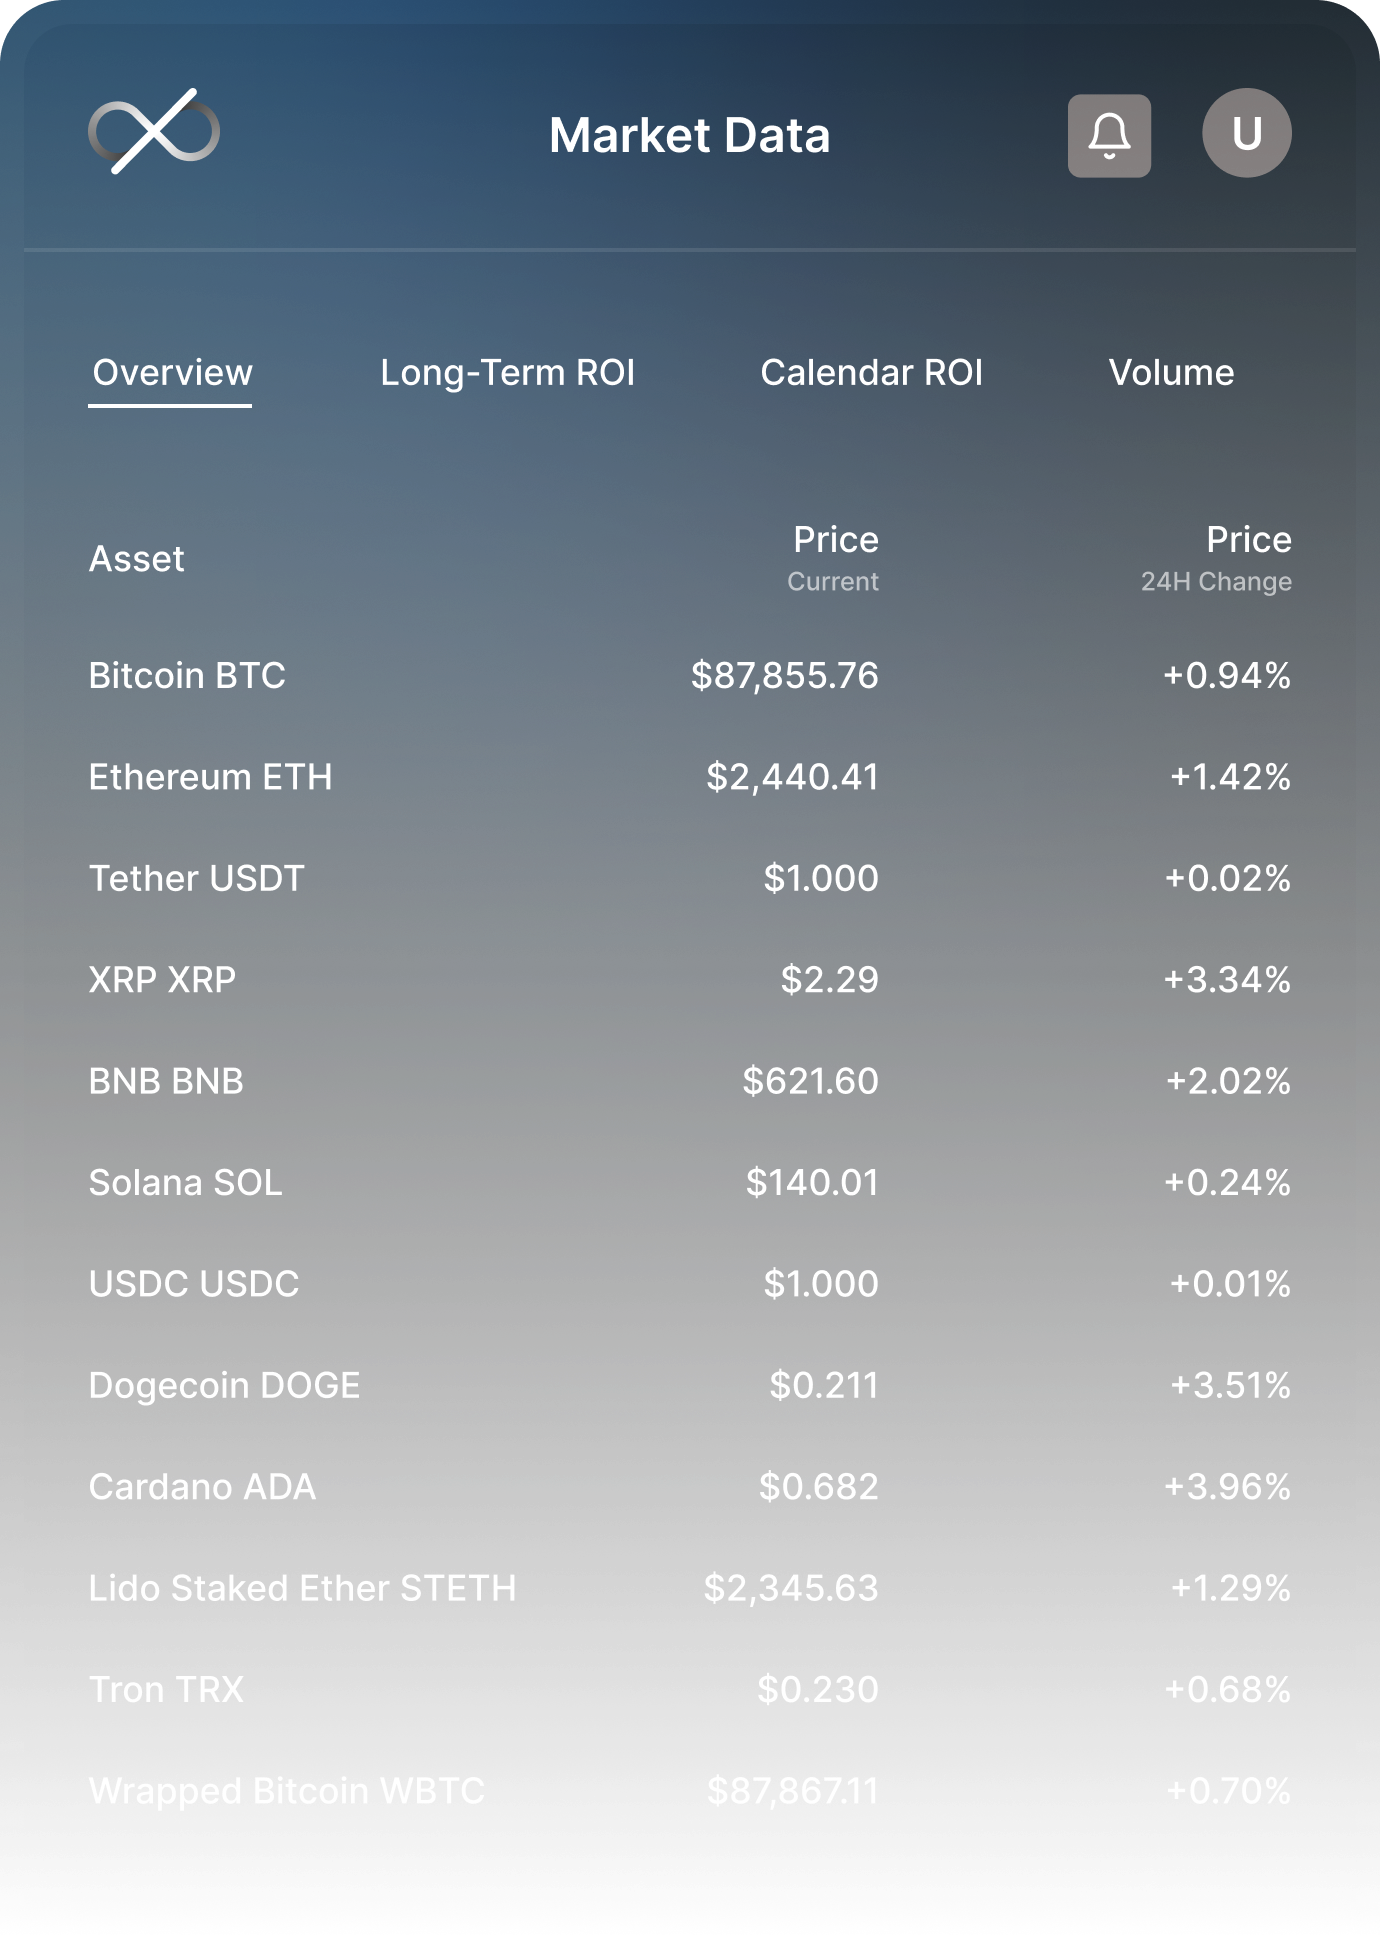 Market Data
U
Overview Long-Term ROI Calendar ROI Volume
Asset Price Price
Current 24H Change
Bitcoin BTC $87,855.76 +0.94%
Ethereum ETH $2,440.41 +1.42%
Tether USDT $1.000 +0.02%
XRP XRP $2.29 +3.34%
BNB BNB $621.60 +2.02%
Solana SOL $140.01 +0.24%
USDC USDC $1.000 +0.01%
Dogecoin DOGE $0.211 +3.51%
Cardano ADA $0.682 +3.96%
Lido Staked Ether STETH $2,345.63 +1.29%
Tron TRX $0.230 +0.68%
Wrapped Bitcoin WBTC $87,867.11 +0.70%